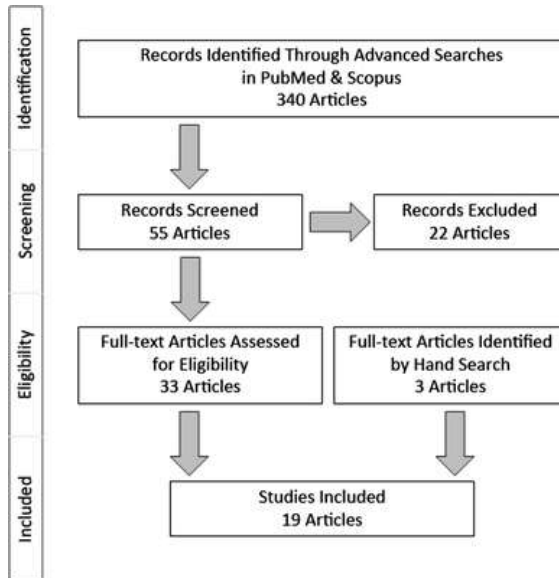 Identification
Records Identified Through Advanced Searches
in PubMed & Scopus
340 Articles
Screening
Records Screened
55 Articles
Records Excluded
22 Articles
Eligibility
Full-text Articles Assessed
for Eligibility
33 Articles
Full-text Articles Identified
by Hand Search
3 Articles
Included
Studies Included
19 Articles